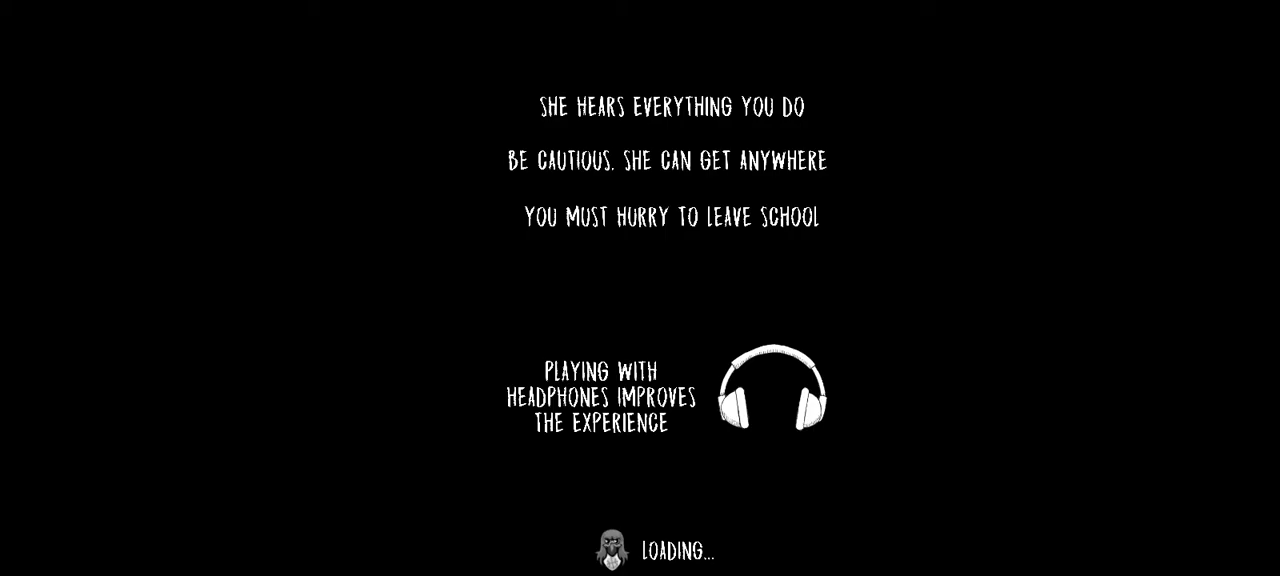 SHE HEARS EVERYTHING YOU DO
BE CAUTIOUS. SHE CAN GET ANYWHERE
YOU MUST HURRY TO LEAVE SCHOOL
PLAYING WITH
HEADPHONES IMPROVES
THE EXPERIENCE
LOADING...